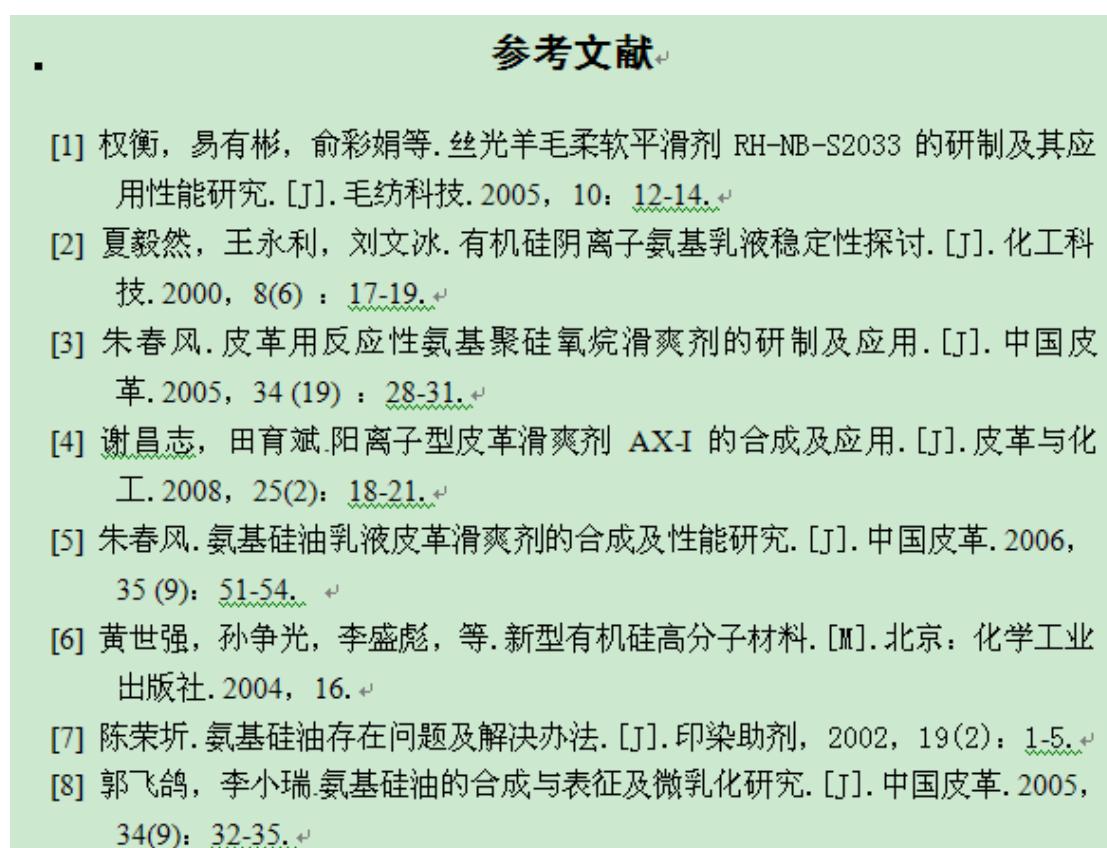 参考文献
[1] 权衡，易有彬，俞彩娟等.丝光羊毛柔软平滑剂 RH-NB-S2033 的研制及其应
用性能研究.[J].毛纺科技.2005，10：12-14.
[2] 夏毅然，王永利，刘文冰.有机硅阴离子氨基乳液稳定性探讨.[J].化工科
技.2000，8(6) ：17-19.
[3] 朱春风.皮革用反应性氨基聚硅氧烷滑爽剂的研制及应用.[J].中国皮
革.2005，34 (19) ：28-31.
[4] 谢昌志，田育斌.阳离子型皮革滑爽剂 AX-I 的合成及应用.[J].皮革与化
工.2008，25(2)：18-21.
[5] 朱春风.氨基硅油乳液皮革滑爽剂的合成及性能研究.[J].中国皮革.2006，
35 (9)：51-54.
[6] 黄世强，孙争光，李盛彪，等.新型有机硅高分子材料.[M].北京：化学工业
出版社.2004，16.
[7] 陈荣圻.氨基硅油存在问题及解决办法.[J].印染助剂，2002，19(2)：1-5.
[8] 郭飞鸽，李小瑞.氨基硅油的合成与表征及微乳化研究.[J].中国皮革.2005，
34(9)：32-35.